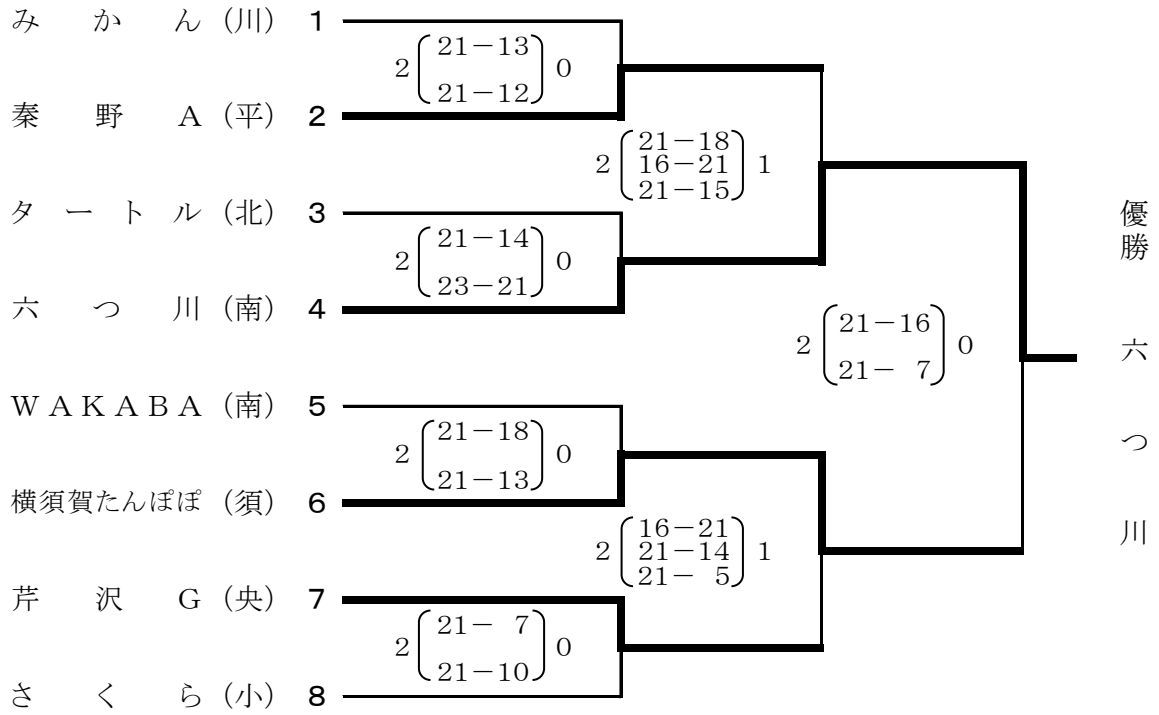 みかん（川） 1
2 21－13 0
21－12
秦野A（平） 2
2 21－18 1
16－21
21－15
タートル（北） 3
2 21－14 0
23－21
六つ川（南） 4
2 21－16 0
21－ 7
WAKABA（南） 5
2 21－18 0
21－13
横須賀たんぽぽ（須） 6
2 16－21 1
21－14
21－ 5
芹沢G（央） 7
2 21－ 7 0
21－10
さくら（小） 8
優勝 六つ川